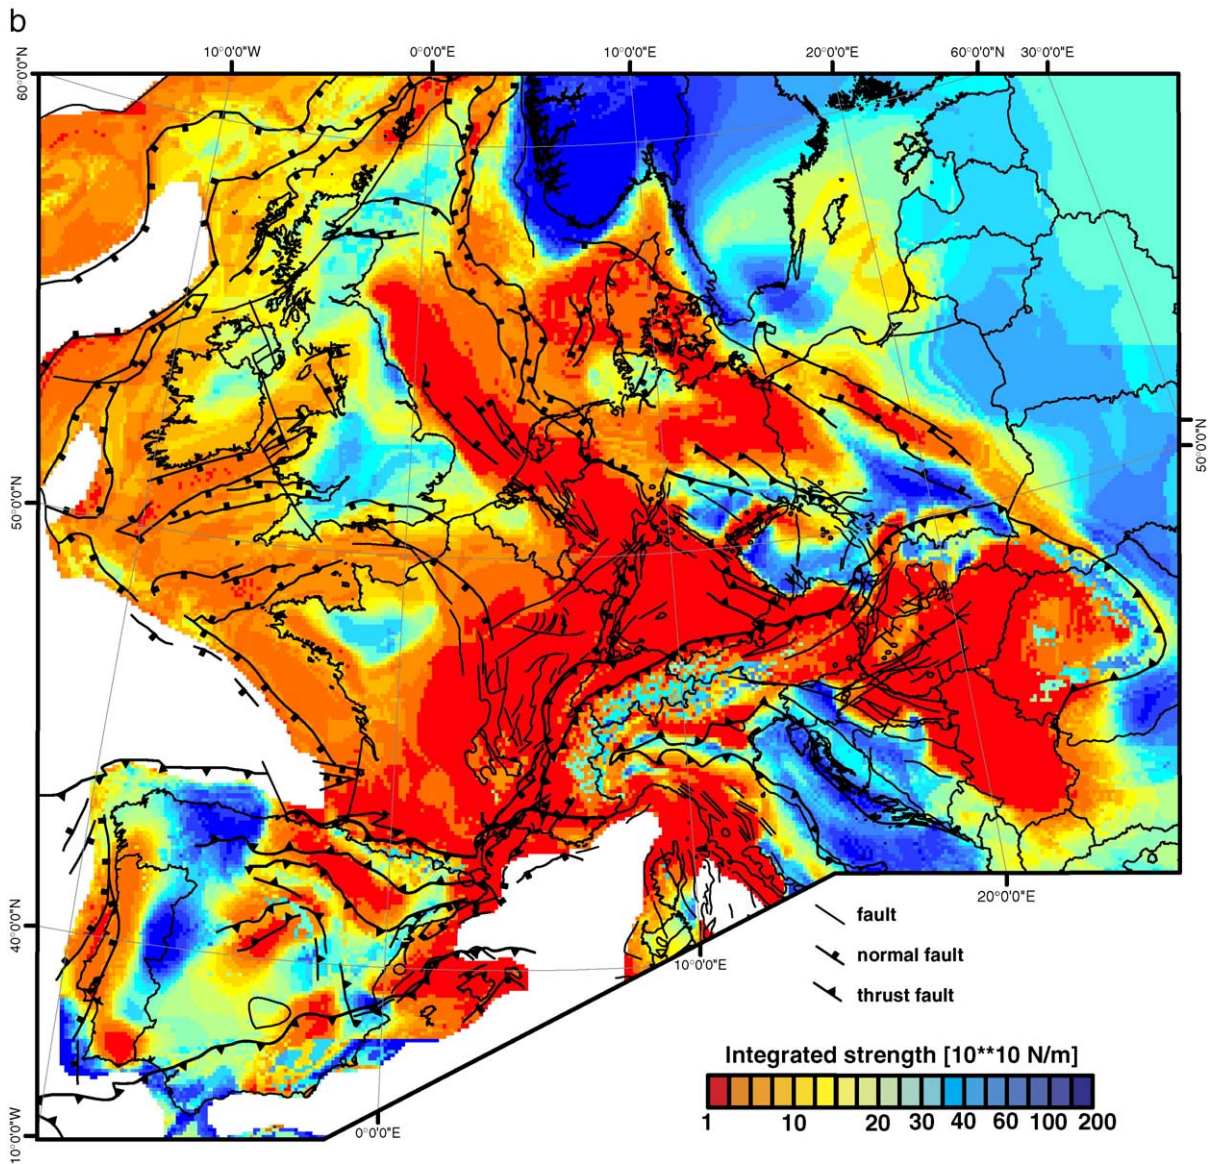 b
10°0'0"W 0°0'0"E 10°0'0"E 20°0'0"E 60°0'0"N 30°0'0"E
60°0'0"N
50°0'0"N
50°0'0"N
40°0'0"N
20°0'0"E
fault
10°0'0"E
normal fault
thrust fault
Integrated strength [10**10 N/m]
1 10 20 30 40 60 100 200
10°0'0"W
0°0'0"E